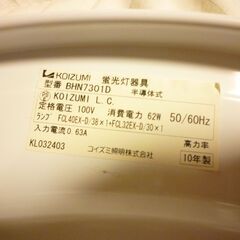 KOIZUMI 蛍光灯器具
型番 BHN7301D 半導体式
KOIZUMI L.C.
定格電圧 100V 消費電力 62W 50/60Hz
ランプ FCL40EX-D/38×1+FCL32EX-D/30×1
入力電流 0.63A
高力率
KL032403 コイズミ照明株式会社 10年製